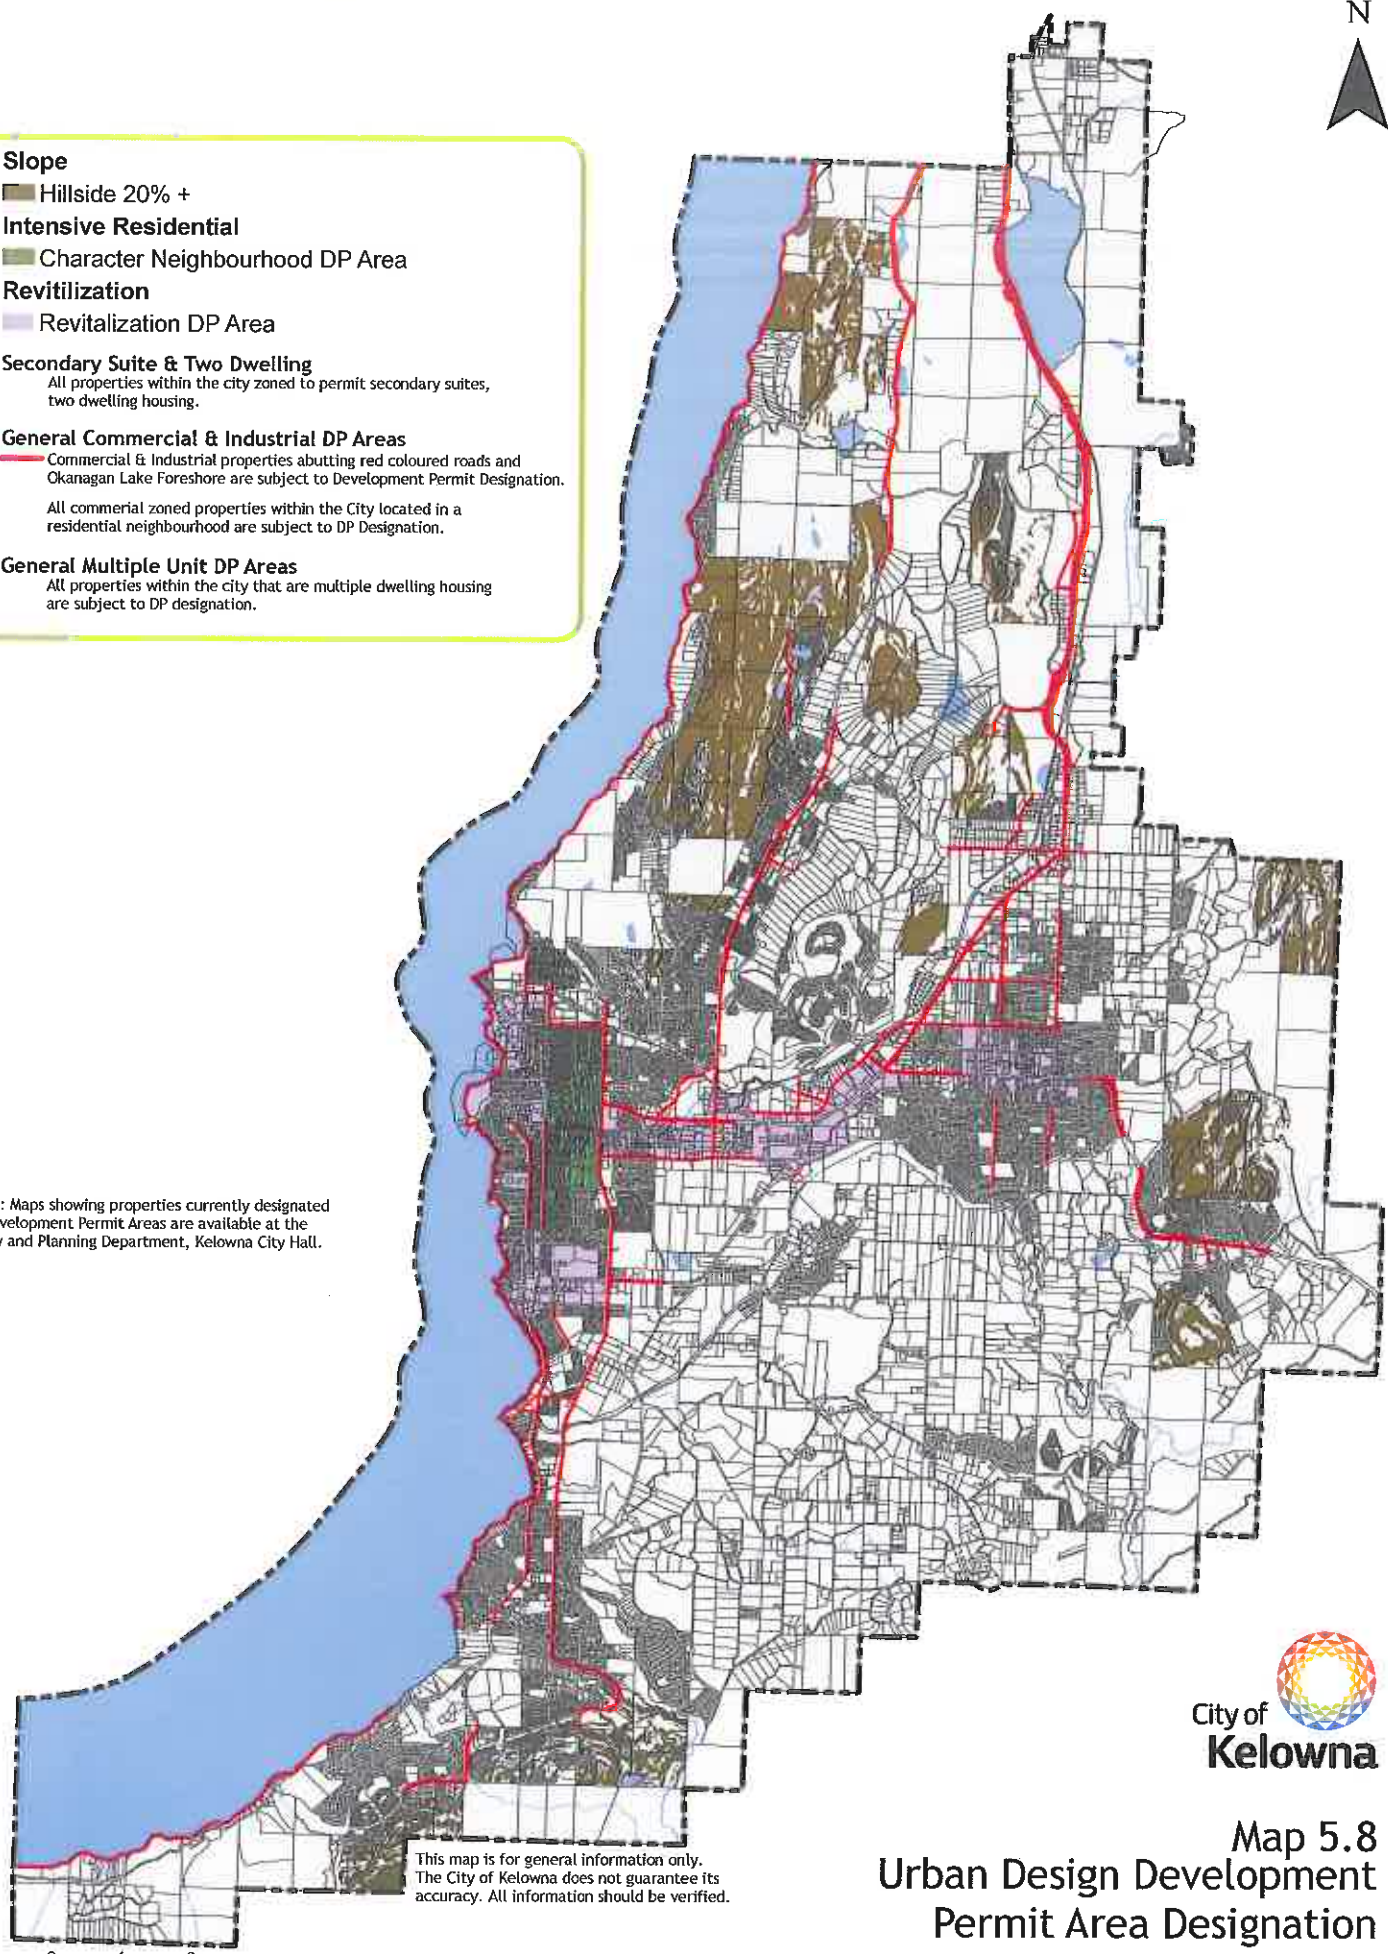 N
Slope
Hillside 20% +
Intensive Residential
Character Neighbourhood DP Area
Revitilization
Revitalization DP Area
Secondary Suite & Two Dwelling
All properties within the city zoned to permit secondary suites,
two dwelling housing.
General Commercial & Industrial DP Areas
Commercial & Industrial properties abutting red coloured roads and
Okanagan Lake Foreshore are subject to Development Permit Designation.
All commerial zoned properties within the City located in a
residential neighbourhood are subject to DP Designation.
General Multiple Unit DP Areas
All properties within the city that are multiple dwelling housing
are subject to DP designation.
: Maps showing properties currently designated
velopment Permit Areas are available at the
and Planning Department, Kelowna City Hall.
City of
Kelowna
Map 5.8
Urban Design Development
Permit Area Designation
This map is for general information only.
The City of Kelowna does not guarantee its
accuracy. All information should be verified.